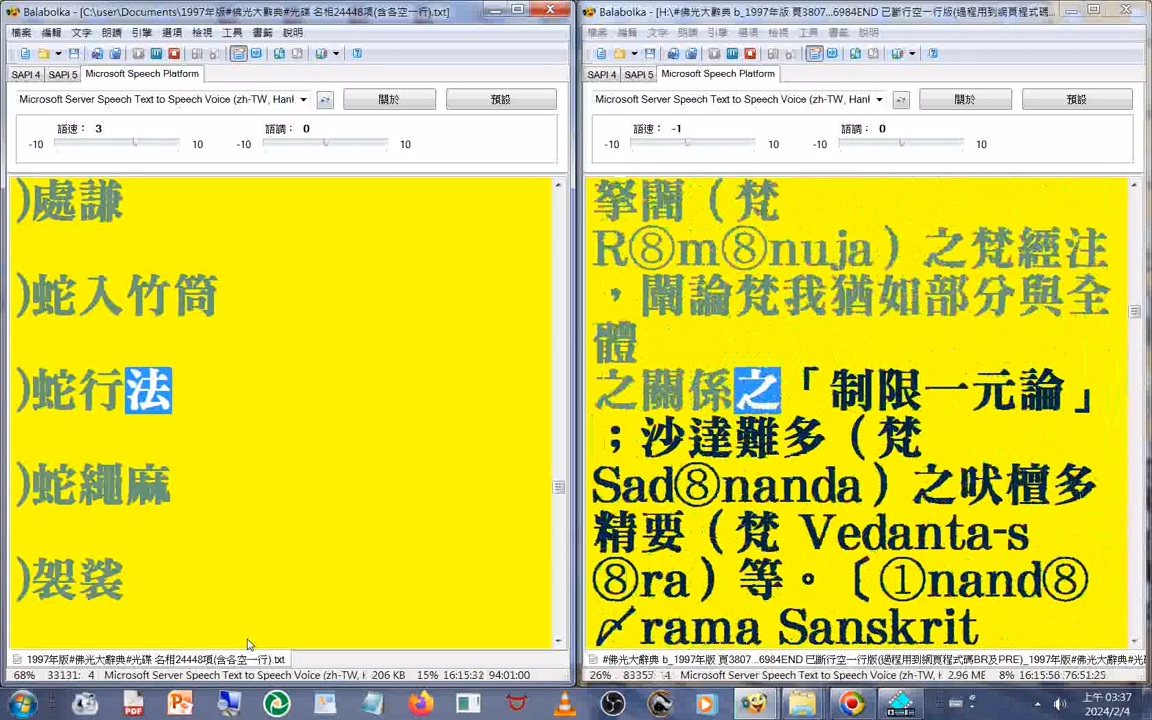 Balabolka - [C:\user\Documents\1997年版#佛光大辭典#光碟 名相24448項(含各空一行).txt]
檔案 編輯 文字 朗讀 引擎 選項 檢視 工具 書籤 說明
SAPI 4 SAPI 5 Microsoft Speech Platform
Microsoft Server Speech Text to Speech Voice (zh-TW, Hanl
關於
預設
語速： 3
語調： 0
-10 10 -10 10
)處謙
)蛇入竹筒
)蛇行法
)蛇繩麻
)袈裟
1997年版#佛光大辭典#光碟 名相24448項(含各空一行).txt
68% 33131: 4 Microsoft Server Speech Text to Speech Voice (zh-TW, H 206 KB 15% 16:15:32 94:01:00
Balabolka - [H:\#佛光大辭典 b_1997年版 頁3807...6984END 已斷行空一行版(過程用到網頁程式碼...
檔案 編輯 文字 朗讀 引擎 選項 檢視 工具 書籤 說明
SAPI 4 SAPI 5 Microsoft Speech Platform
Microsoft Server Speech Text to Speech Voice (zh-TW, Hanl
關於
預設
語速： -1
語調： 0
-10 10 -10 10
拏闍（梵
R⑧m⑧nuja）之梵經注
，闡論梵我猶如部分與全
體
之關係之「制限一元論」
；沙達難多（梵
Sad⑧nanda）之吠檀多
精要（梵 Vedanta-s
⑧ra）等。〔①nand⑧
〆rama Sanskrit
#佛光大辭典 b_1997年版 頁3807...6984END 已斷行空一行版(過程用到網頁程式碼BR及PRE)_1997年版#佛光大辭典#光
26% 83357: Microsoft Server Speech Text to Speech Voice (zh-TW, H 2.96 MB 8% 16:15:56 76:51:25
上午 03:37
2024/2/4